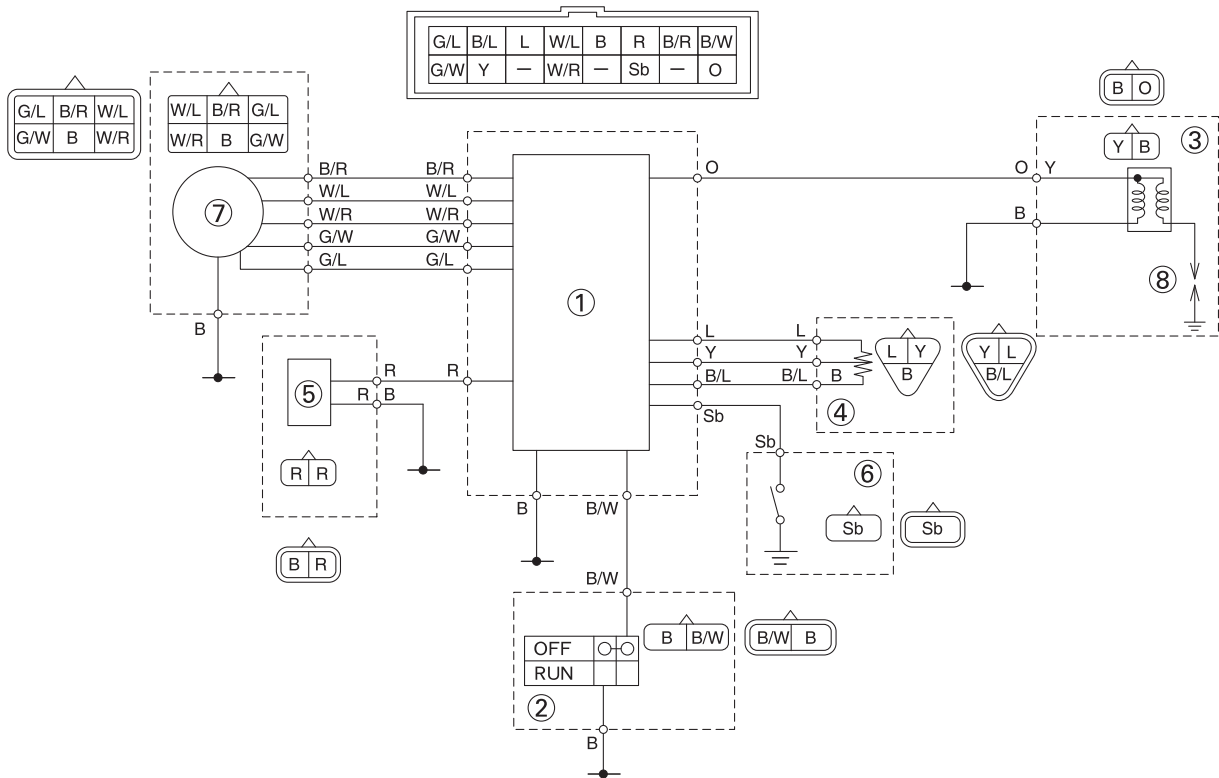 G/L B/L L W/L B R B/R B/W
G/W Y – W/R – Sb – O
G/L B/R W/L
G/W B W/R
W/L B/R G/L
W/R B G/W
B O
Y B
③
B/R B/R
W/L W/L
W/R W/R
G/W G/W
G/L G/L
⑦
B
①
O O Y
B
⑧
L L
Y Y
B/L B/L B
Sb
L Y
B
Y L
B/L
④
R R
R B
⑤
R R
B R
B
B/W
Sb
⑥
Sb
Sb
B/W
OFF
RUN
B B/W
B/W B
②
B